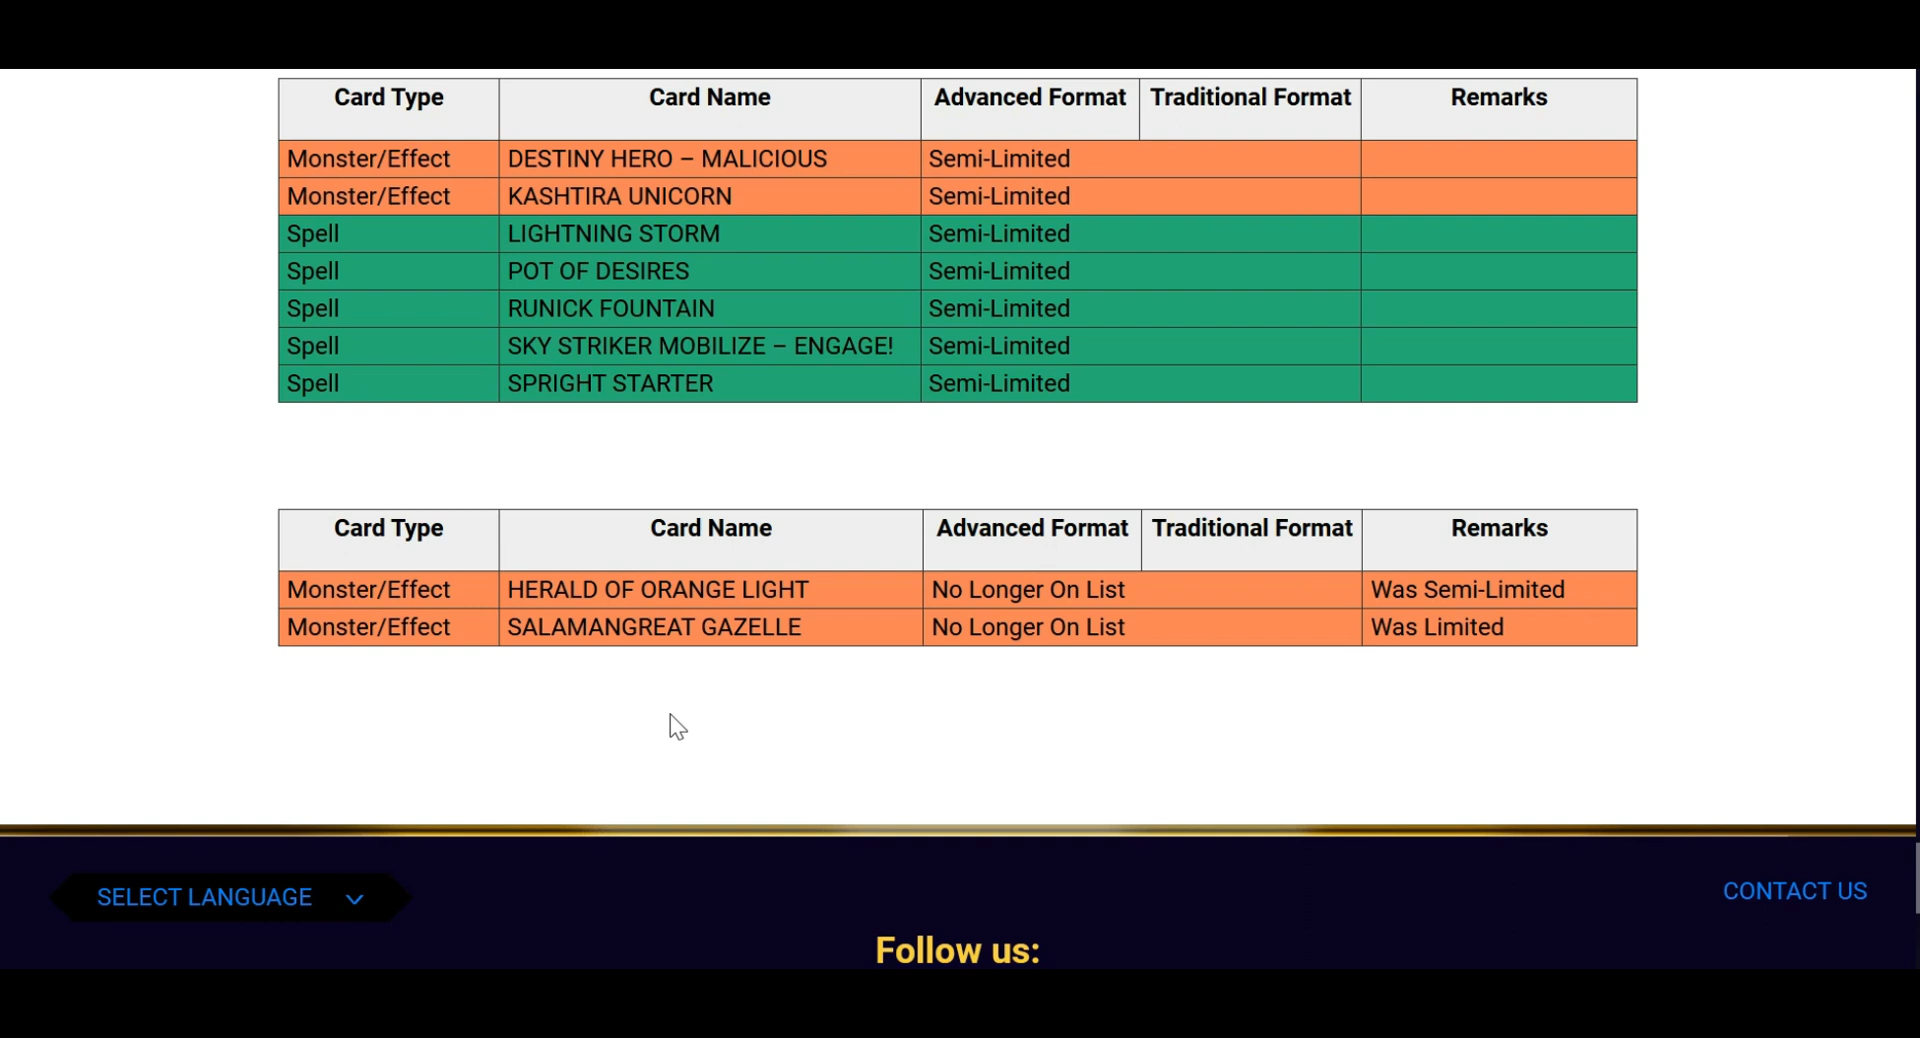 Card Type Card Name Advanced Format Traditional Format Remarks
Monster/Effect DESTINY HERO – MALICIOUS Semi-Limited
Monster/Effect KASHTIRA UNICORN Semi-Limited
Spell LIGHTNING STORM Semi-Limited
Spell POT OF DESIRES Semi-Limited
Spell RUNICK FOUNTAIN Semi-Limited
Spell SKY STRIKER MOBILIZE – ENGAGE! Semi-Limited
Spell SPRIGHT STARTER Semi-Limited
Card Type Card Name Advanced Format Traditional Format Remarks
Monster/Effect HERALD OF ORANGE LIGHT No Longer On List Was Semi-Limited
Monster/Effect SALAMANGREAT GAZELLE No Longer On List Was Limited
SELECT LANGUAGE CONTACT US
Follow us: